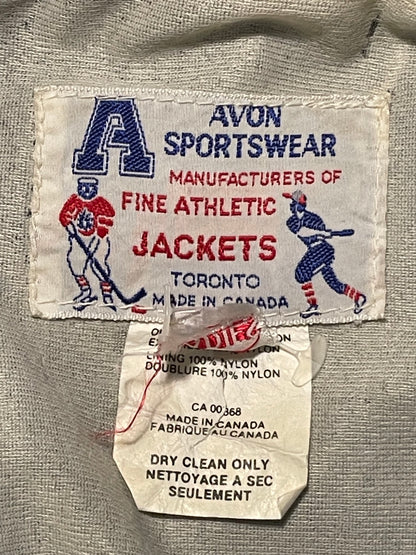 A
AVON
SPORTSWEAR
MANUFACTURERS OF
FINE ATHLETIC
JACKETS
TORONTO
MADE IN CANADA
LINING 100% NYLON
DOUBLURE 100% NYLON
CA 00368
MADE IN CANADA
FABRIQUE AU CANADA
DRY CLEAN ONLY
NETTOYAGE A SEC
SEULEMENT